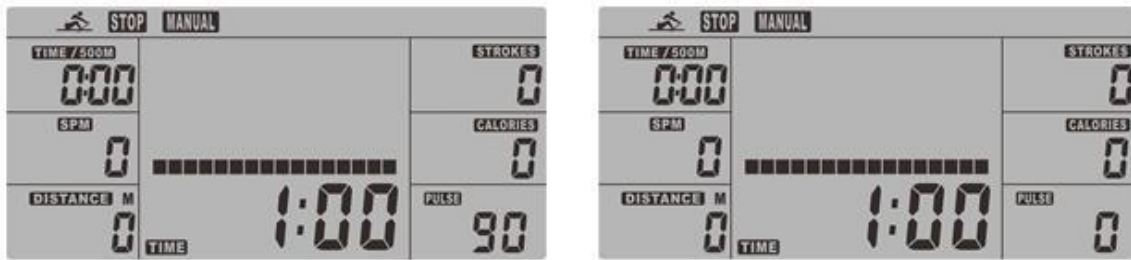 STOP MANUAL
TIME / 500M
0:00
SPM
0
DISTANCE M
0
1:00
TIME
STROKES
0
CALORIES
0
PULSE
90
STOP MANUAL
TIME / 500M
0:00
SPM
0
DISTANCE M
0
1:00
TIME
STROKES
0
CALORIES
0
PULSE
0